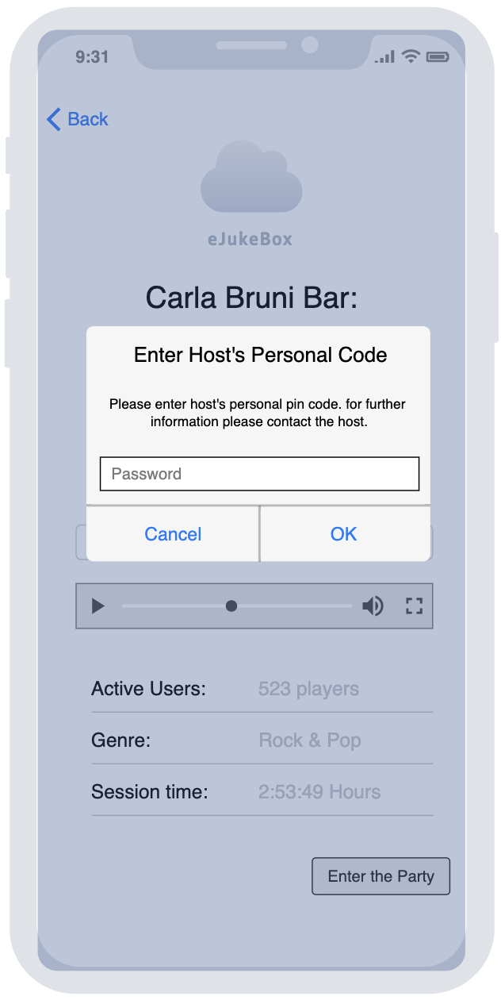 9:31
Back
eJukeBox
Carla Bruni Bar:
Enter Host's Personal Code
Please enter host's personal pin code. for further
information please contact the host.
Password
Cancel OK
Active Users: 523 players
Genre: Rock & Pop
Session time: 2:53:49 Hours
Enter the Party